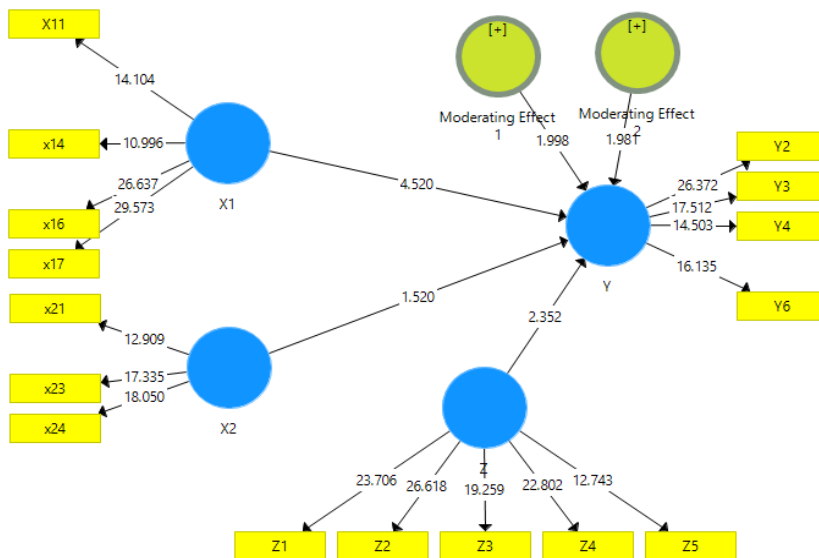 X11
[+]
[+]
14.104
Moderating Effect
1
Moderating Effect
2
x14
10.996
1.998
1.981
Y2
26.637
26.372
Y3
29.573
X1
4.520
17.512
x16
14.503
Y4
x17
16.135
Y
x21
1.520
Y6
12.909
2.352
x23
17.335
18.050
x24
X2
Z
23.706
26.618
19.259
22.802
12.743
Z1
Z2
Z3
Z4
Z5